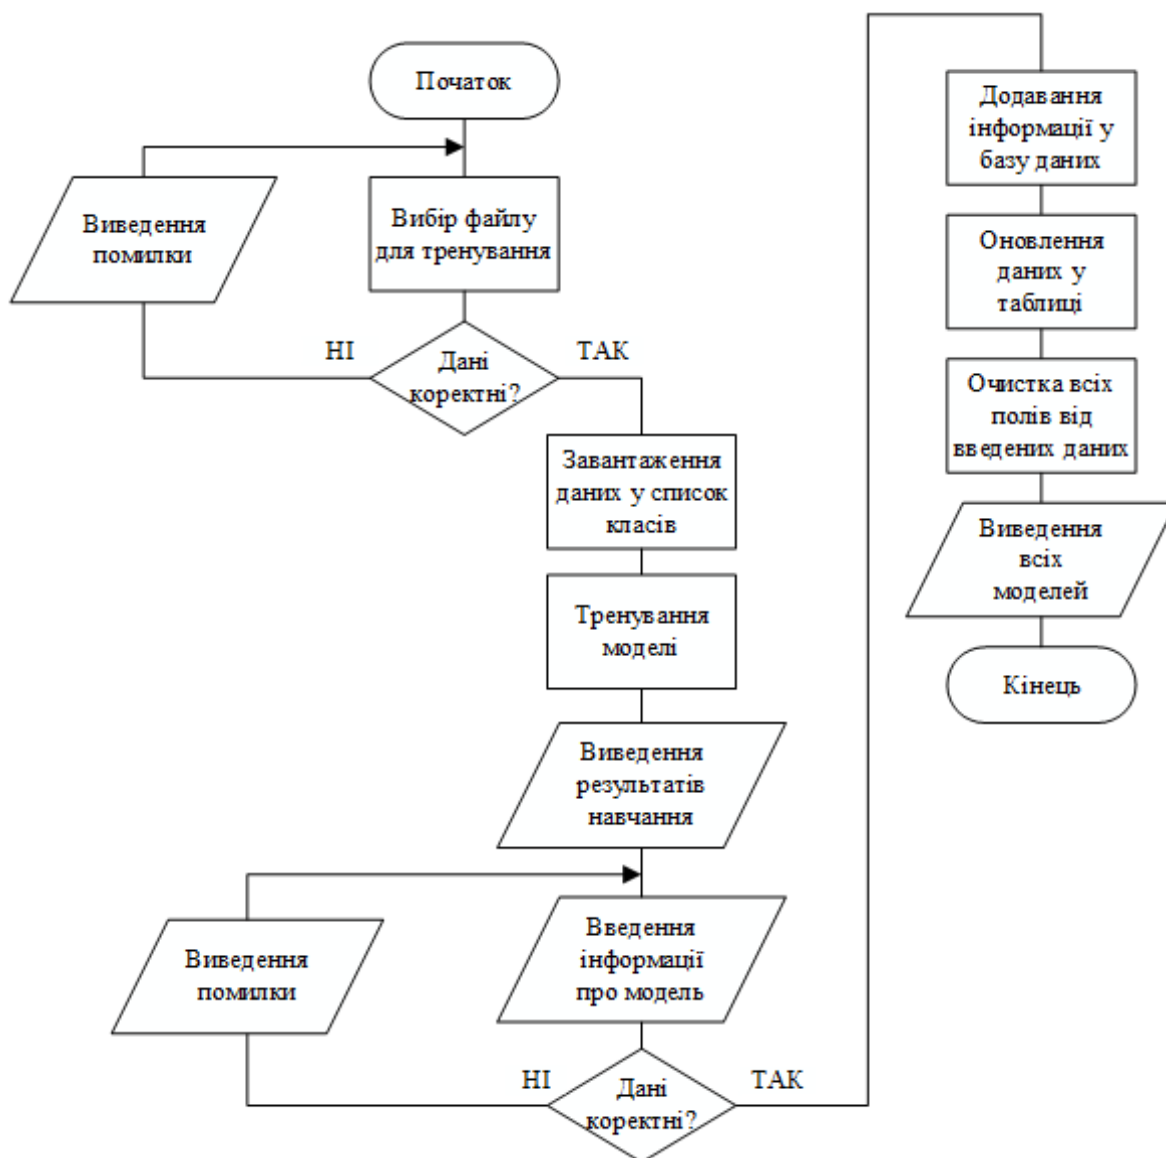 Початок
Виведення
помилки
Вибір файлу
для тренування
НІ
Дані
коректні?
ТАК
Завантаження
даних у список
класів
Тренування
моделі
Виведення
результатів
навчання
Виведення
помилки
Введення
інформації
про модель
НІ
Дані
коректні?
ТАК
Додавання
інформації у
базу даних
Оновлення
даних у
таблиці
Очистка всіх
полів від
введених даних
Виведення
всіх
моделей
Кінець